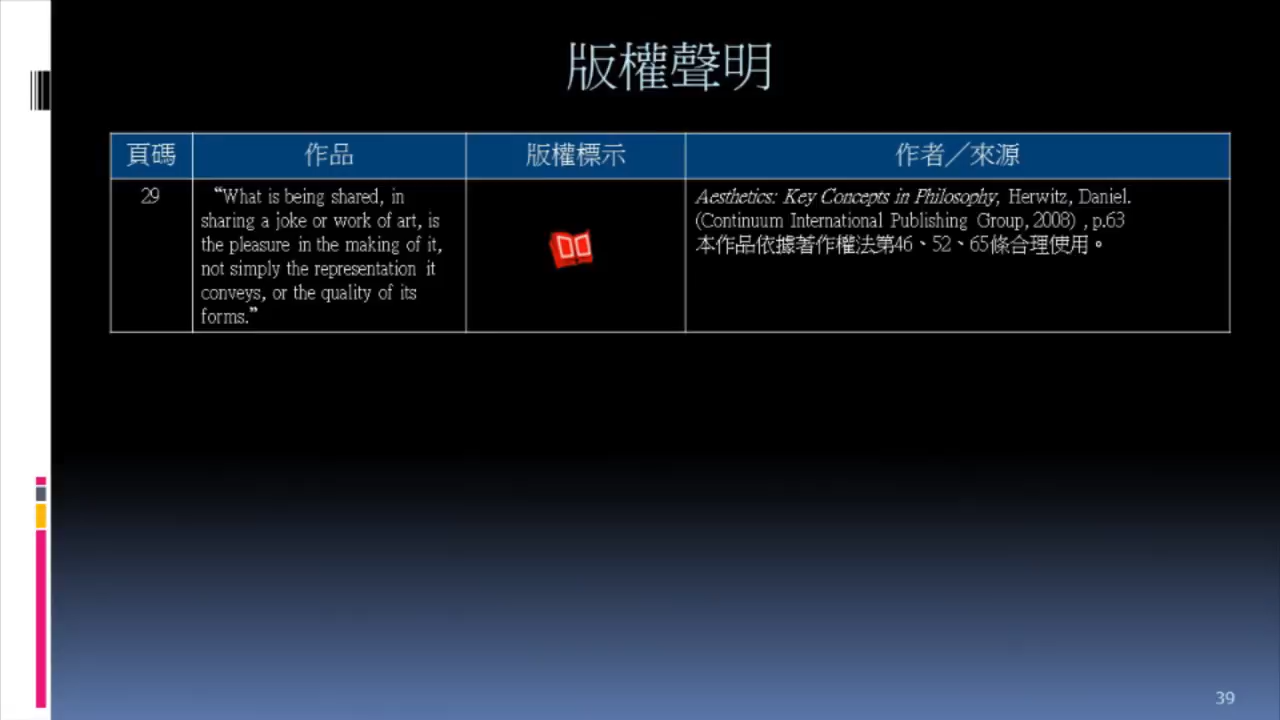 版權聲明
頁碼 作品 版權標示 作者／來源
29
“What is being shared, in
sharing a joke or work of art, is
the pleasure in the making of it,
not simply the representation it
conveys, or the quality of its
forms.”
Aesthetics: Key Concepts in Philosophy, Herwitz, Daniel.
(Continuum International Publishing Group, 2008) , p.63
本作品依據著作權法第46、52、65條合理使用。
39